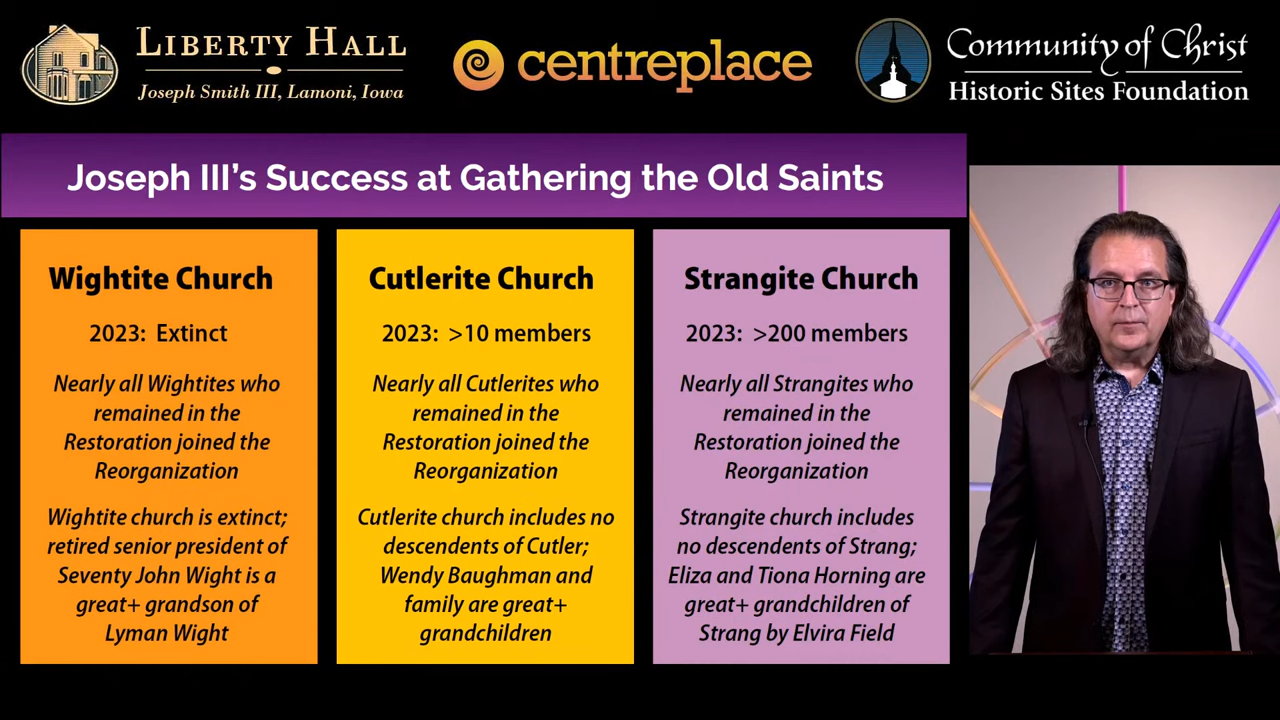 LIBERTY HALL
Joseph Smith III, Lamoni, Iowa
centreplace
Community of Christ
Historic Sites Foundation
Joseph III's Success at Gathering the Old Saints
Wightite Church
2023: Extinct
Nearly all Wightites who
remained in the
Restoration joined the
Reorganization
Wightite church is extinct;
retired senior president of
Seventy John Wight is a
great+ grandson of
Lyman Wight
Cutlerite Church
2023: >10 members
Nearly all Cutlerites who
remained in the
Restoration joined the
Reorganization
Cutlerite church includes no
descendents of Cutler;
Wendy Baughman and
family are great+
grandchildren
Strangite Church
2023: >200 members
Nearly all Strangites who
remained in the
Restoration joined the
Reorganization
Strangite church includes
no descendents of Strang;
Eliza and Tiona Horning are
great+ grandchildren of
Strang by Elvira Field